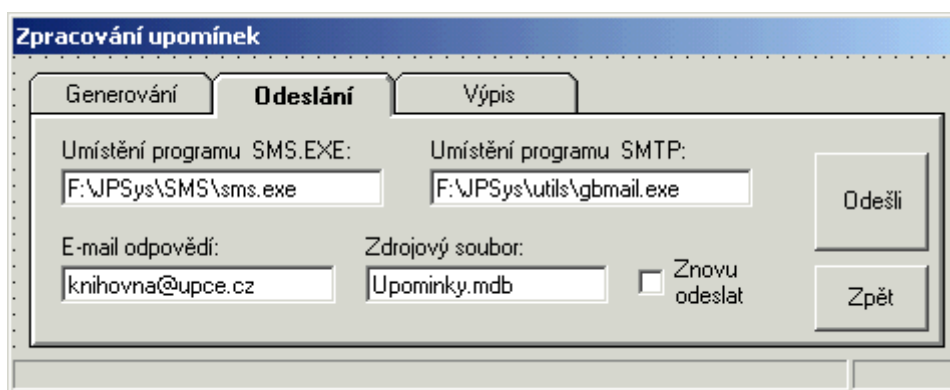 Zpracování upomínek
Generování
Odeslání
Výpis
Umístění programu SMS.EXE:
Umístění programu SMTP:
F:\JPSys\SMS\sms.exe
F:\JPSys\utils\gbmail.exe
Odešli
E-mail odpovědí:
Zdrojový soubor:
knihovna@upce.cz
Upominky.mdb
Znovu
odeslat
Zpět